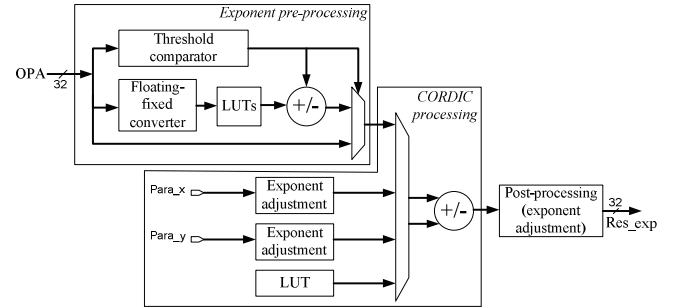 Exponent pre-processing
Threshold
comparator
OPA
32
Floating-
fixed
converter
LUTs
+/-
CORDIC
processing
Para_x
Exponent
adjustment
Para_y
Exponent
adjustment
LUT
+/-
Post-processing
(exponent
adjustment)
32
Res_exp